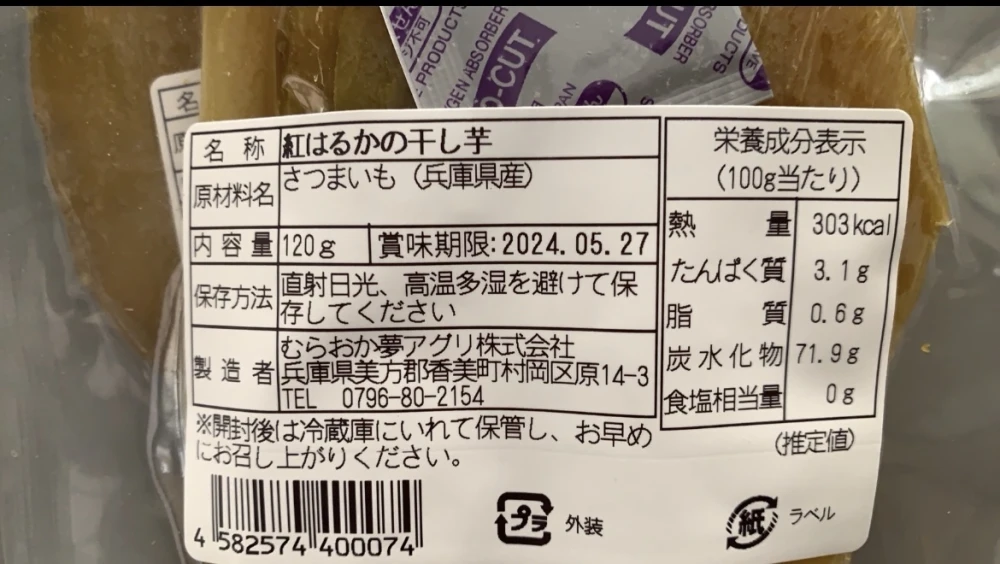 PRODUCTS
GEN ABSORBER
O-CUT.
CUT
ABSORBER
DUCTS
名
原
名称 紅はるかの干し芋
原材料名 さつまいも（兵庫県産）
内容量 120g 賞味期限:2024.05.27
保存方法 直射日光、高温多湿を避けて保
存してください
製造者 むらおか夢アグリ株式会社
兵庫県美方郡香美町村岡区原14-3
TEL 0796-80-2154
※開封後は冷蔵庫にいれて保管し、お早め
にお召し上がりください。
4 582574 400074
栄養成分表示
（100g当たり）
熱量 303kcal
たんぱく質 3.1g
脂質 0.6g
炭水化物 71.9g
食塩相当量 0g
（推定値）
プラ 外装
紙 ラベル